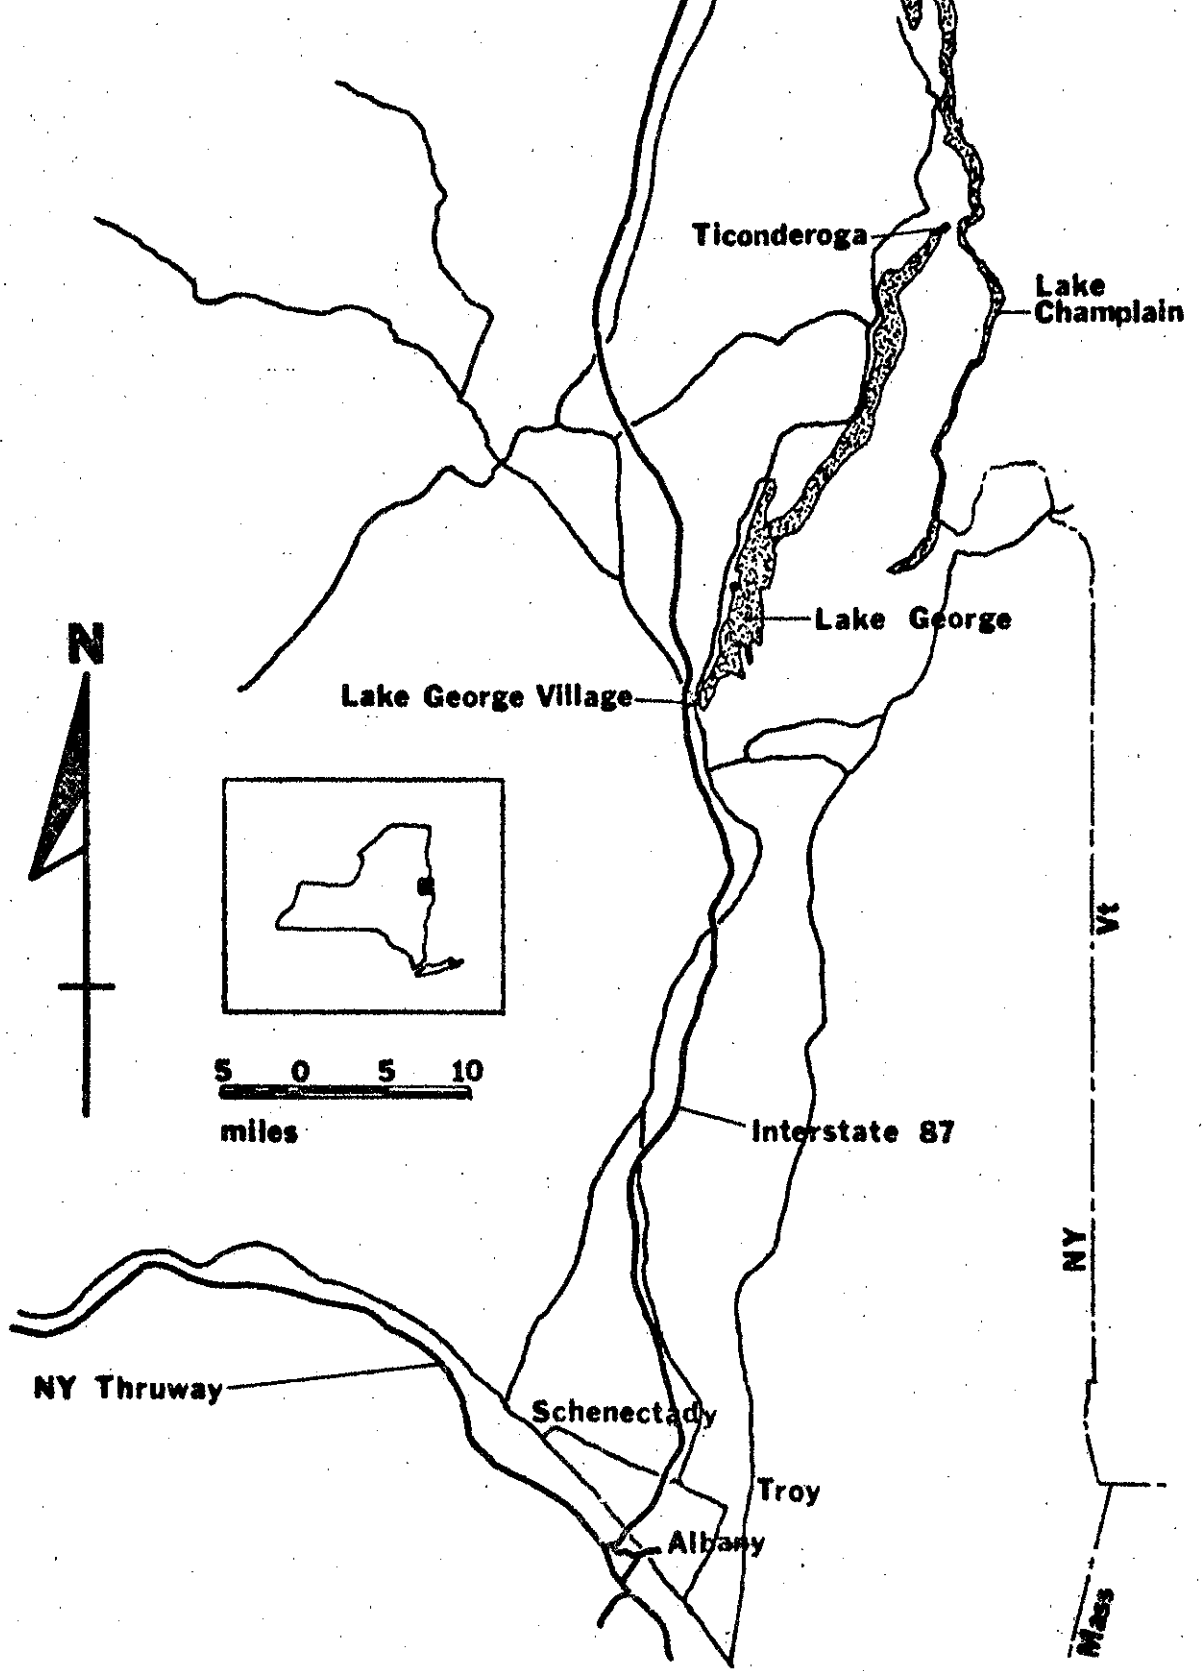 Ticonderoga
Lake
Champlain
N
Lake George
Lake George Village
Vt
5 0 5 10
miles
Interstate 87
NY
NY Thruway
Schenectady
Troy
Albany
Mass